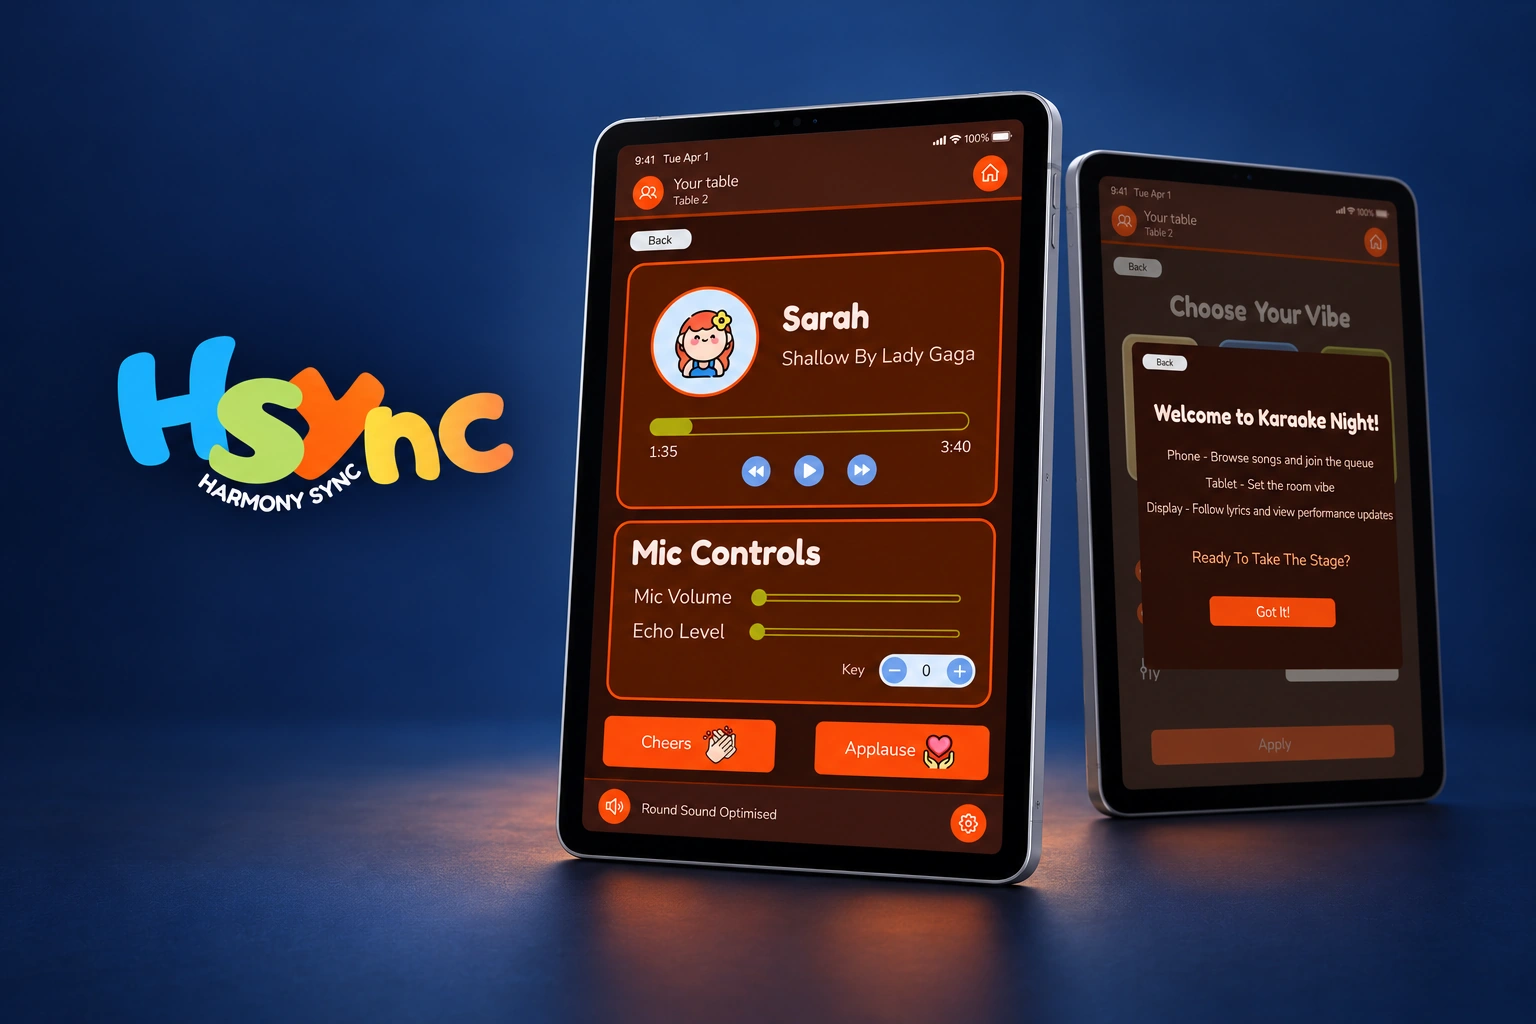 Hsync
HARMONY SYNC
9:41 Tue Apr 1
100%
Your table
Table 2
Back
Sarah
Shallow By Lady Gaga
1:35
3:40
Mic Controls
Mic Volume
Echo Level
Key
0
Cheers
Applause
Round Sound Optimised
9:41 Tue Apr 1
100%
Your table
Table 2
Back
Choose Your Vibe
Back
Welcome to Karaoke Night!
Phone - Browse songs and join the queue
Tablet - Set the room vibe
Display - Follow lyrics and view performance updates
Ready To Take The Stage?
Got It!
Apply